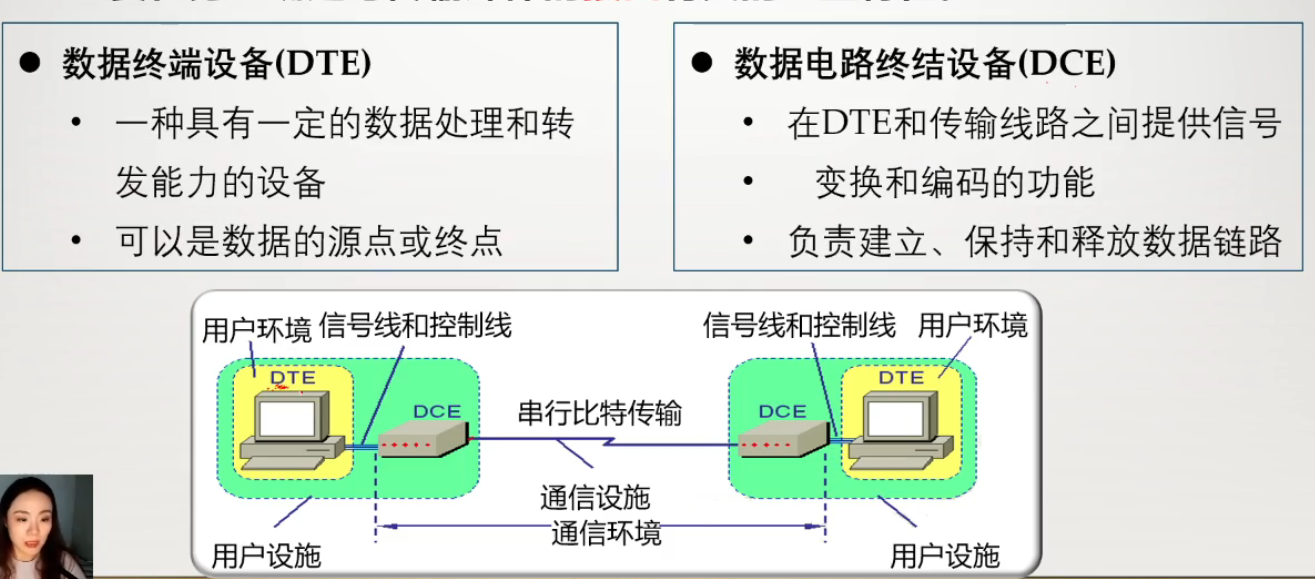 ● 数据终端设备(DTE)
• 一种具有一定的数据处理和转
发能力的设备
• 可以是数据的源点或终点
● 数据电路终结设备(DCE)
• 在DTE和传输线路之间提供信号
• 变换和编码的功能
• 负责建立、保持和释放数据链路
用户环境 信号线和控制线
信号线和控制线 用户环境
DTE
DTE
DCE
串行比特传输
DCE
通信设施
通信环境
用户设施
用户设施